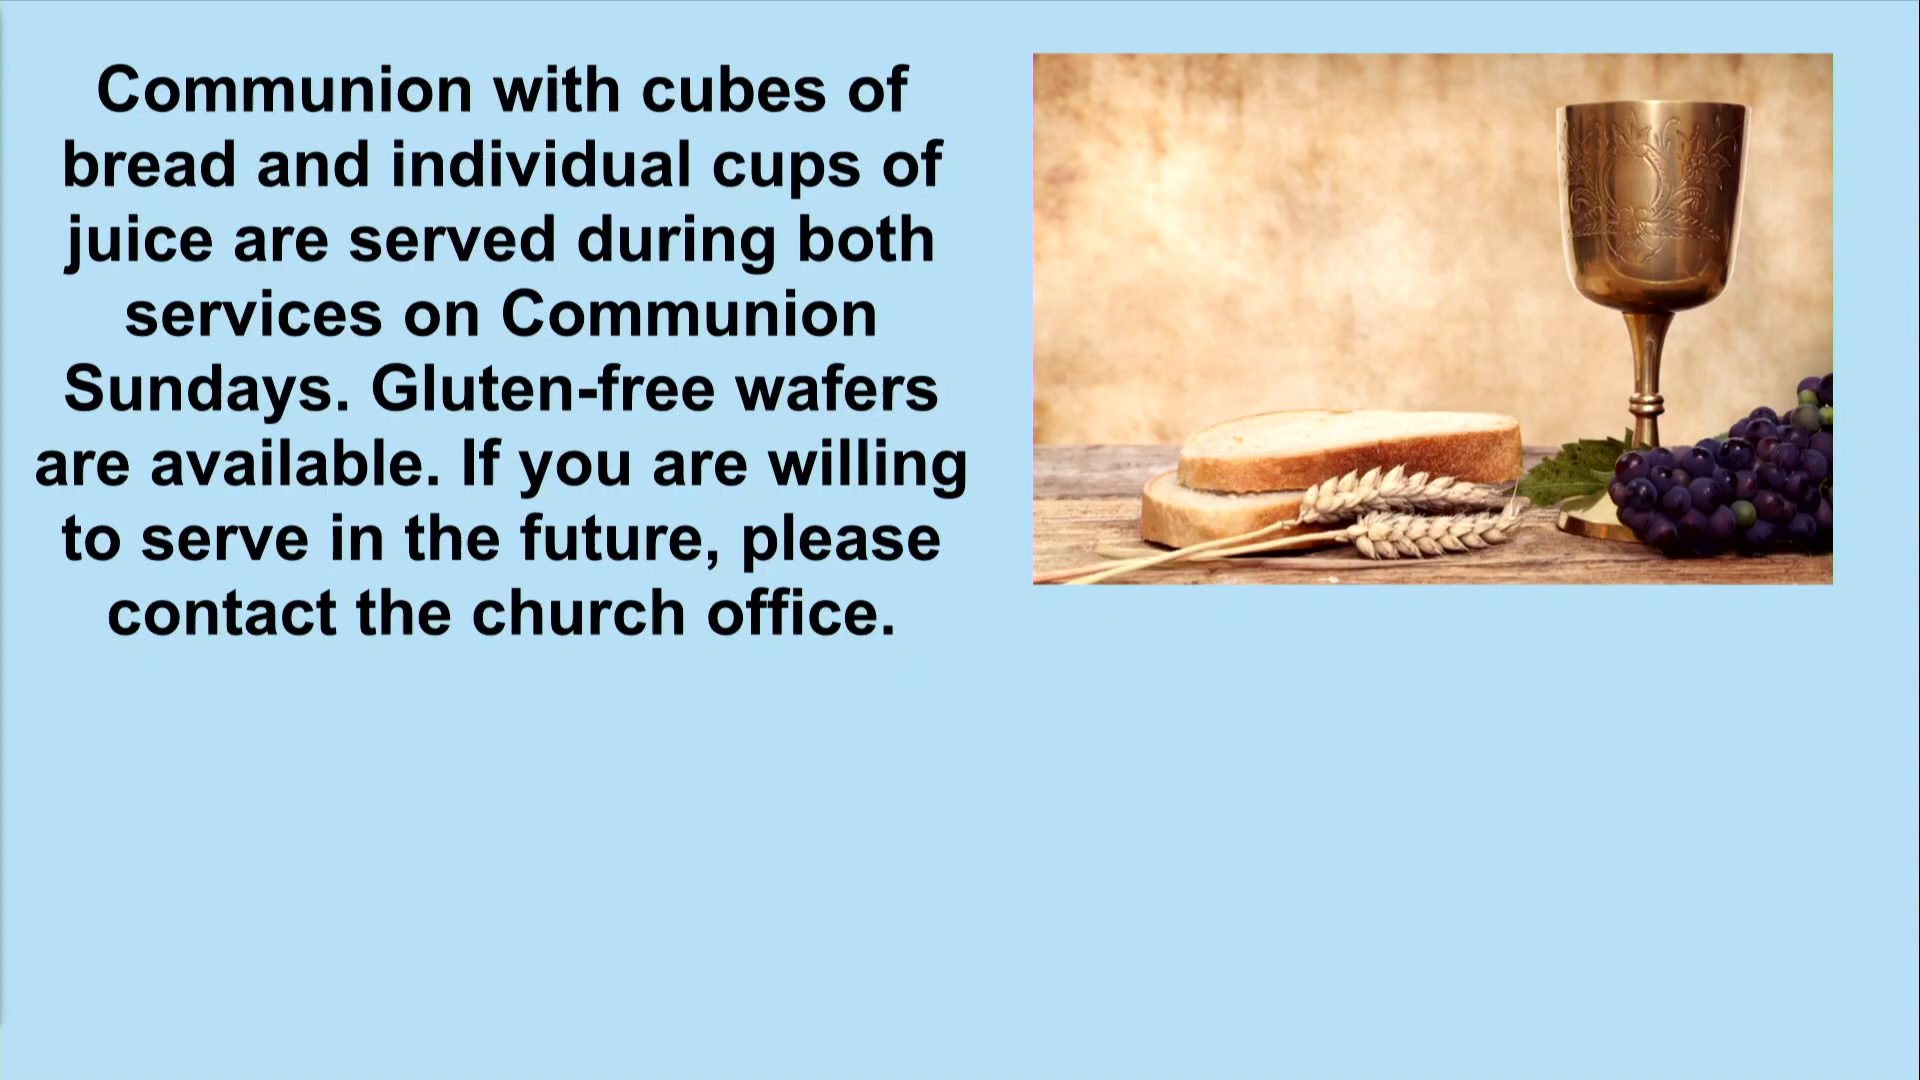 Communion with cubes of
bread and individual cups of
juice are served during both
services on Communion
Sundays. Gluten-free wafers
are available. If you are willing
to serve in the future, please
contact the church office.